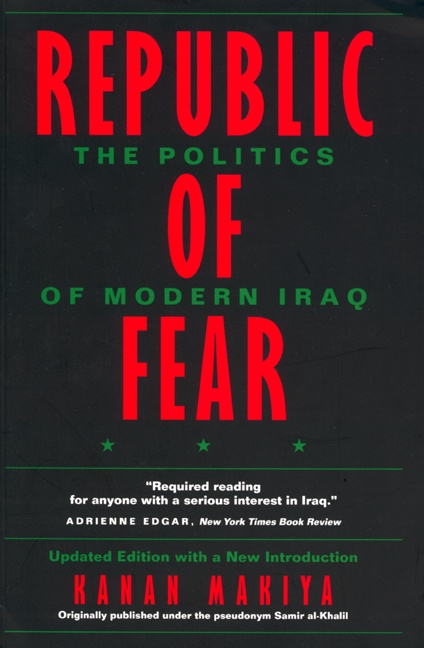 REPUBLIC
THE POLITICS
OF
OF MODERN IRAQ
FEAR
“Required reading
for anyone with a serious interest in Iraq.”
ADRIENNE EDGAR, New York Times Book Review
Updated Edition with a New Introduction
KANAN MAKIYA
Originally published under the pseudonym Samir al-Khalil